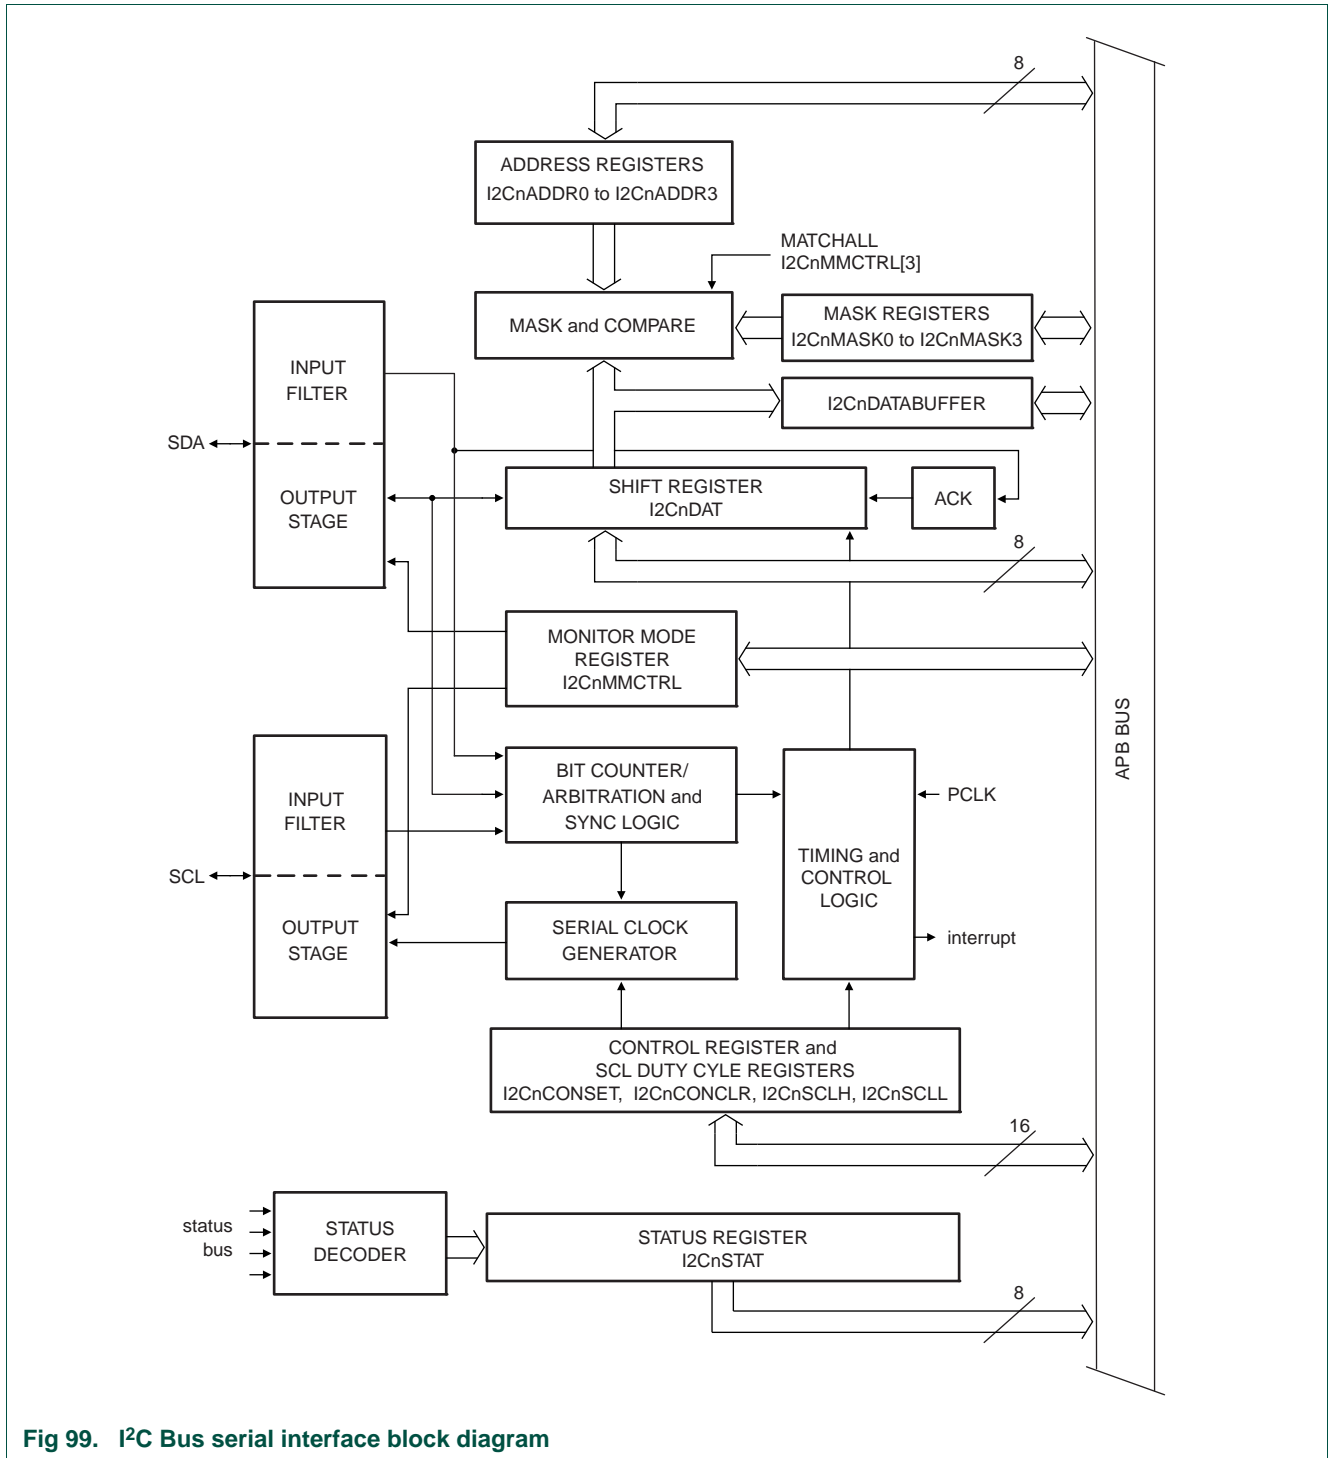 8
ADDRESS REGISTERS
I2CnADDR0 to I2CnADDR3
MATCHALL
I2CnMMCTRL[3]
MASK and COMPARE
MASK REGISTERS
I2CnMASK0 to I2CnMASK3
INPUT
FILTER
I2CnDATABUFFER
SDA
OUTPUT
STAGE
SHIFT REGISTER
I2CnDAT
ACK
8
MONITOR MODE
REGISTER
I2CnMMCTRL
APB BUS
INPUT
FILTER
BIT COUNTER/
ARBITRATION and
SYNC LOGIC
PCLK
TIMING and
CONTROL
LOGIC
SCL
OUTPUT
STAGE
SERIAL CLOCK
GENERATOR
interrupt
CONTROL REGISTER and
SCL DUTY CYLE REGISTERS
I2CnCONSET, I2CnCONCLR, I2CnSCLH, I2CnSCLL
16
status
bus
STATUS
DECODER
STATUS REGISTER
I2CnSTAT
8
Fig 99. I²C Bus serial interface block diagram